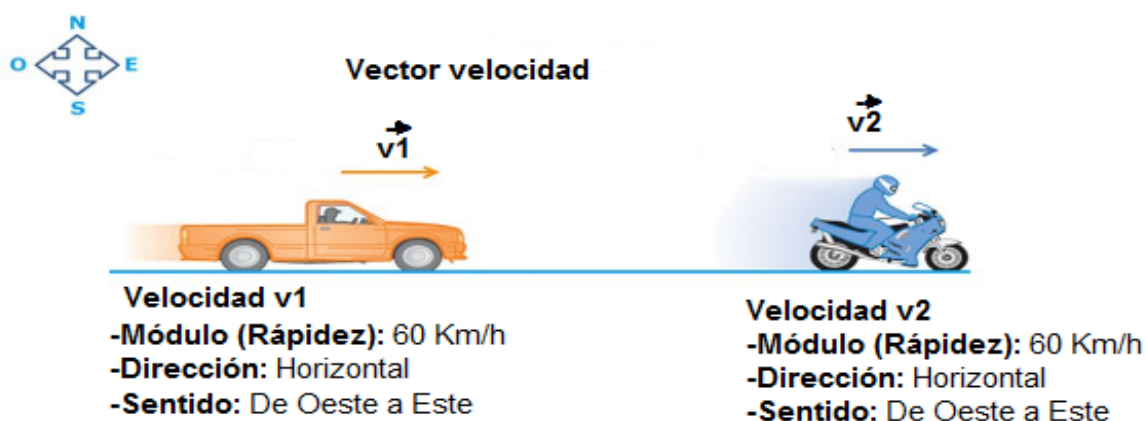 N
O E
S
Vector velocidad
v1
v2
Velocidad v1
-Módulo (Rápidez): 60 Km/h
-Dirección: Horizontal
-Sentido: De Oeste a Este
Velocidad v2
-Módulo (Rápidez): 60 Km/h
-Dirección: Horizontal
-Sentido: De Oeste a Este